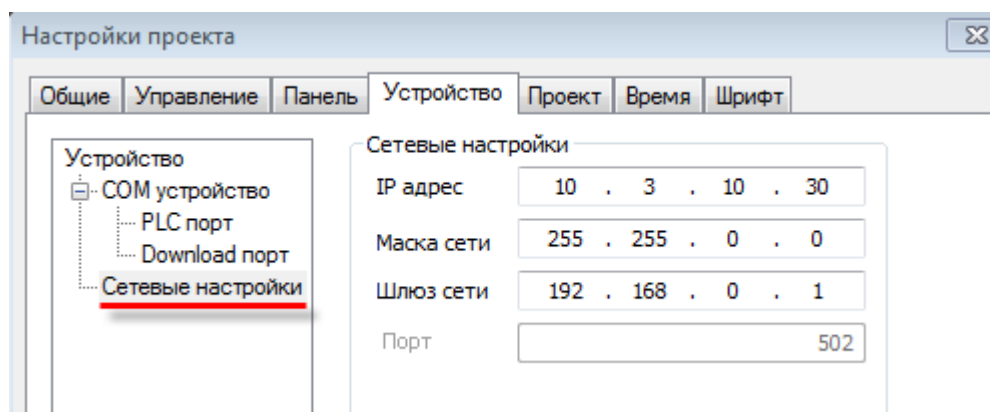 Настройки проекта
Общие Управление Панель Устройство Проект Время Шрифт
Устройство
COM устройство
PLC порт
Download порт
Сетевые настройки
Сетевые настройки
IP адрес 10 . 3 . 10 . 30
Маска сети 255 . 255 . 0 . 0
Шлюз сети 192 . 168 . 0 . 1
Порт 502